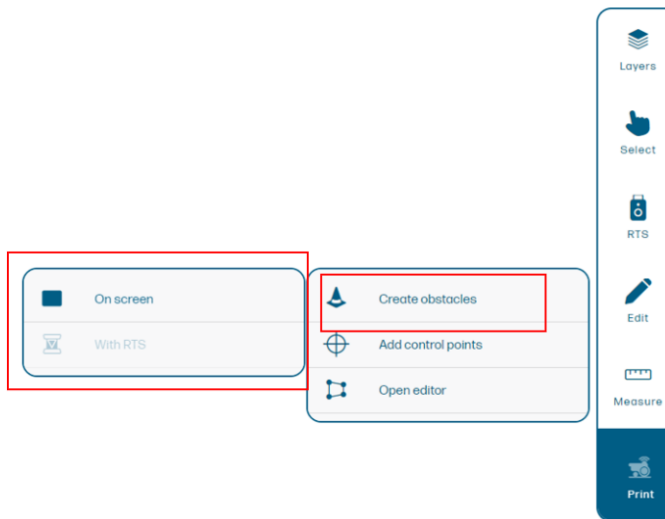 Layers
Select
RTS
Edit
Measure
Print
On screen
With RTS
Create obstacles
Add control points
Open editor